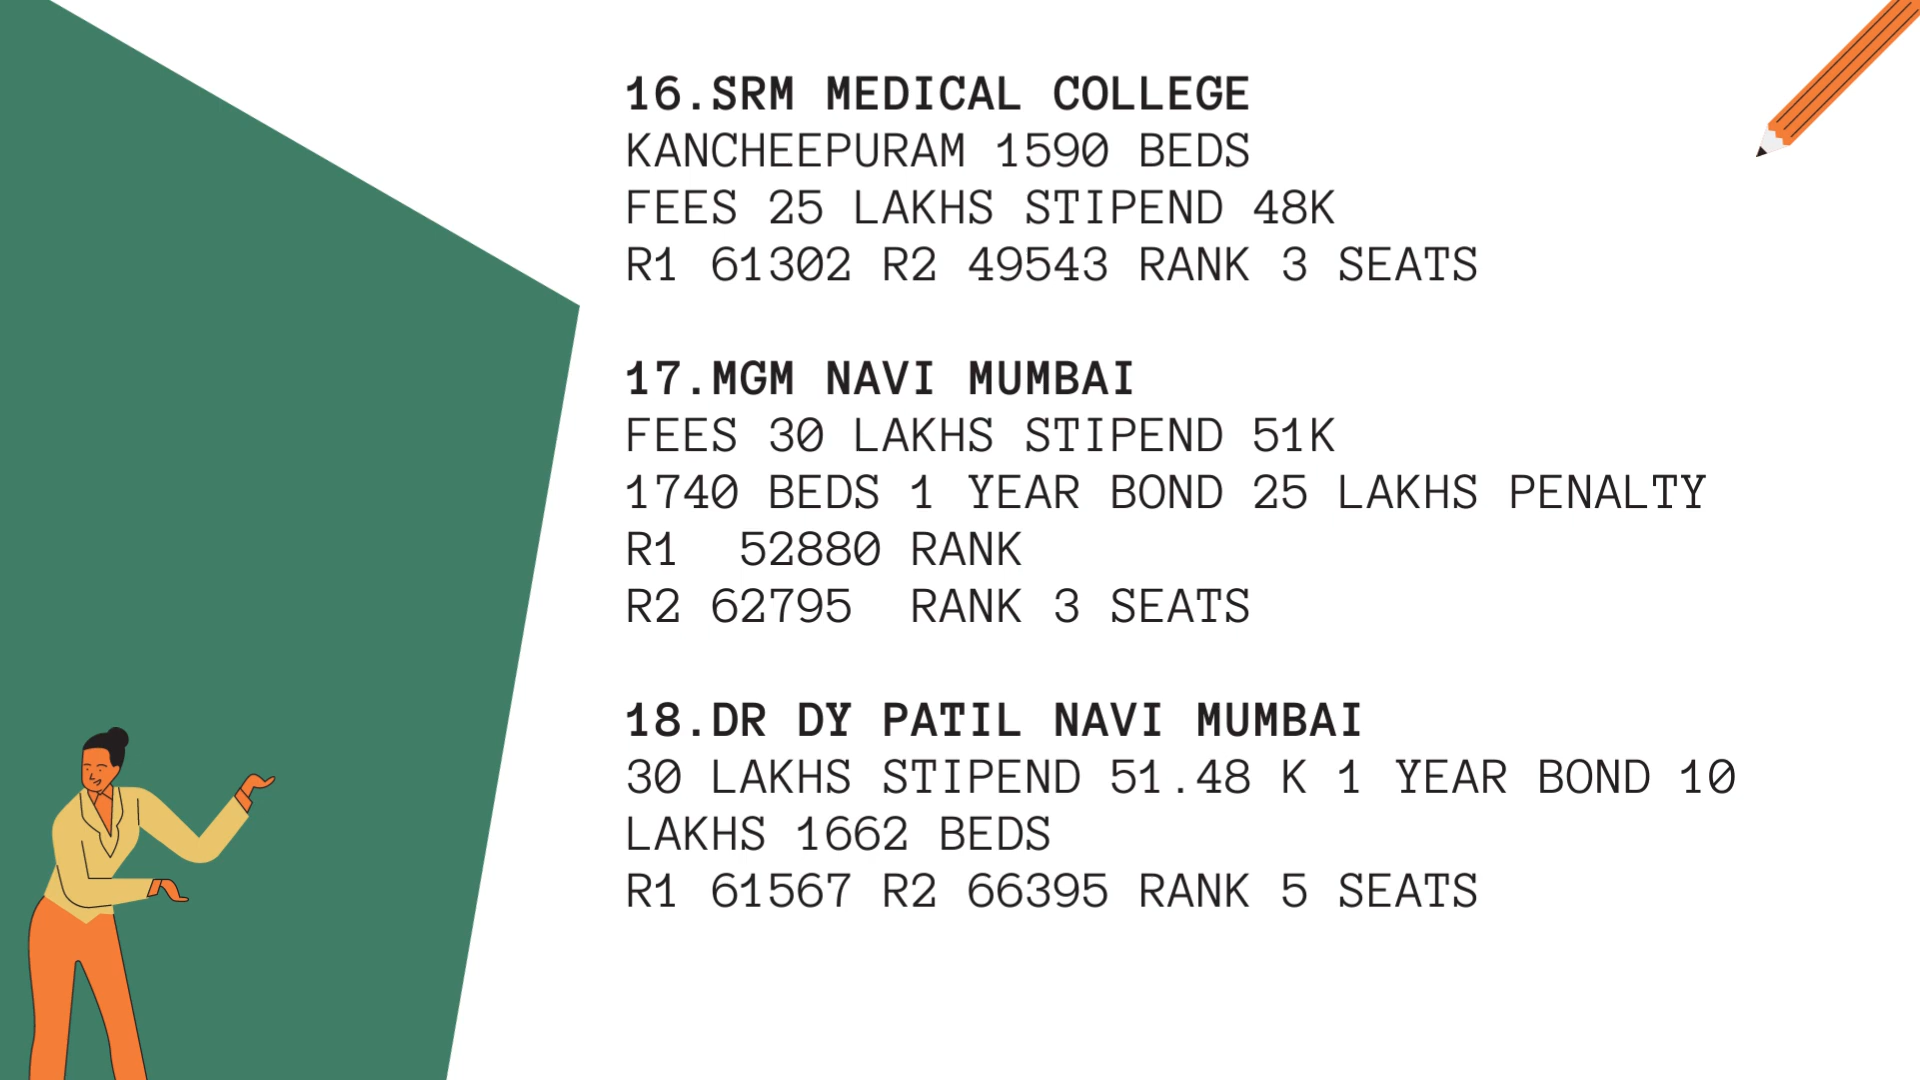 16.SRM MEDICAL COLLEGE
KANCHEEPURAM 1590 BEDS
FEES 25 LAKHS STIPEND 48K
R1 61302 R2 49543 RANK 3 SEATS
17.MGM NAVI MUMBAI
FEES 30 LAKHS STIPEND 51K
1740 BEDS 1 YEAR BOND 25 LAKHS PENALTY
R1  52880 RANK
R2 62795  RANK 3 SEATS
18.DR DY PATIL NAVI MUMBAI
30 LAKHS STIPEND 51.48 K 1 YEAR BOND 10
LAKHS 1662 BEDS
R1 61567 R2 66395 RANK 5 SEATS